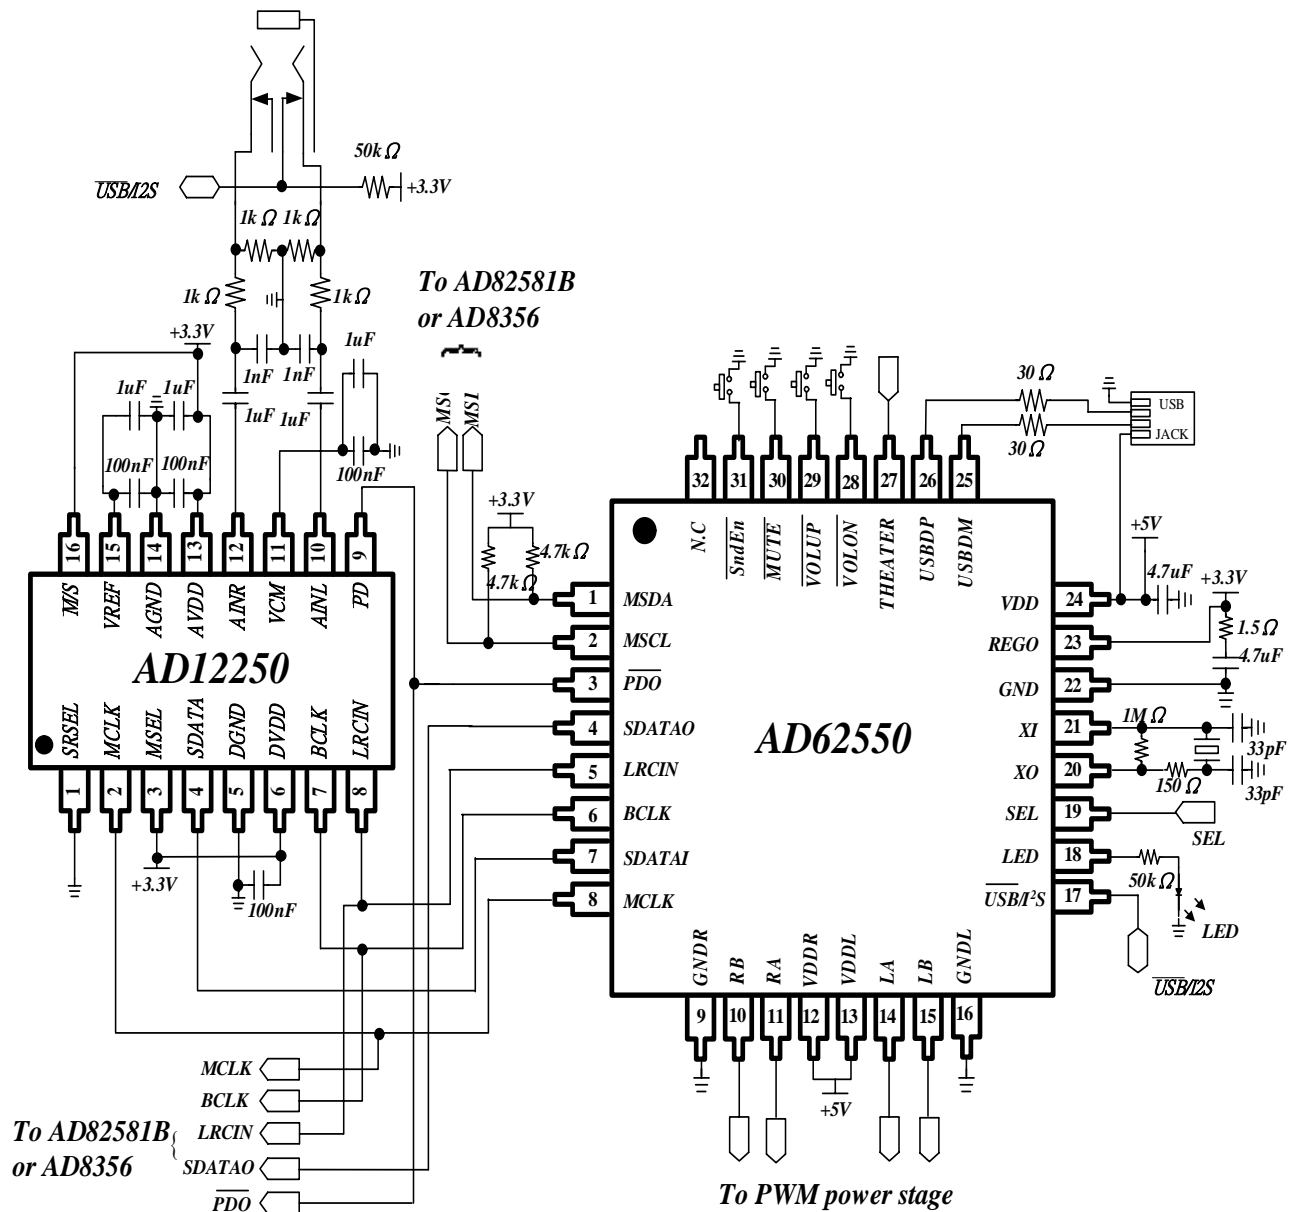 50kΩ
USB/I2S
+3.3V
1kΩ 1kΩ
1kΩ 1kΩ
To AD82581B
or AD8356
+3.3V
1uF
1nF 1nF
1uF 1uF
1uF 1uF
100nF 100nF
100nF
+3.3V
4.7kΩ
4.7kΩ
16 15 14 13 12 11 10 9
M/S VREF AGND AVDD AINR VCM AINL PD
AD12250
SRSEL MCLK MSEL SDATA DGND DVDD BCLK LRCIN
1 2 3 4 5 6 7 8
+3.3V
100nF
30Ω
30Ω
USB
JACK
32 31 30 29 28 27 26 25
N.C SndEn MUTE VOLUP VOLON THEATER USBDP USBDM
1 MSDA
2 MSCL
3 PDO
4 SDATAO
5 LRCIN
6 BCLK
7 SDATAI
8 MCLK
AD62550
VDD 24
REGO 23
GND 22
XI 21
XO 20
SEL 19
LED 18
USB/I²S 17
+5V
4.7uF
+3.3V
1.5Ω
4.7uF
1MΩ
33pF
150Ω
33pF
SEL
50kΩ
LED
USB/I2S
GNDR RB RA VDDR VDDL LA LB GNDL
9 10 11 12 13 14 15 16
+5V
To PWM power stage
MCLK
BCLK
To AD82581B
or AD8356
LRCIN
SDATAO
PDO